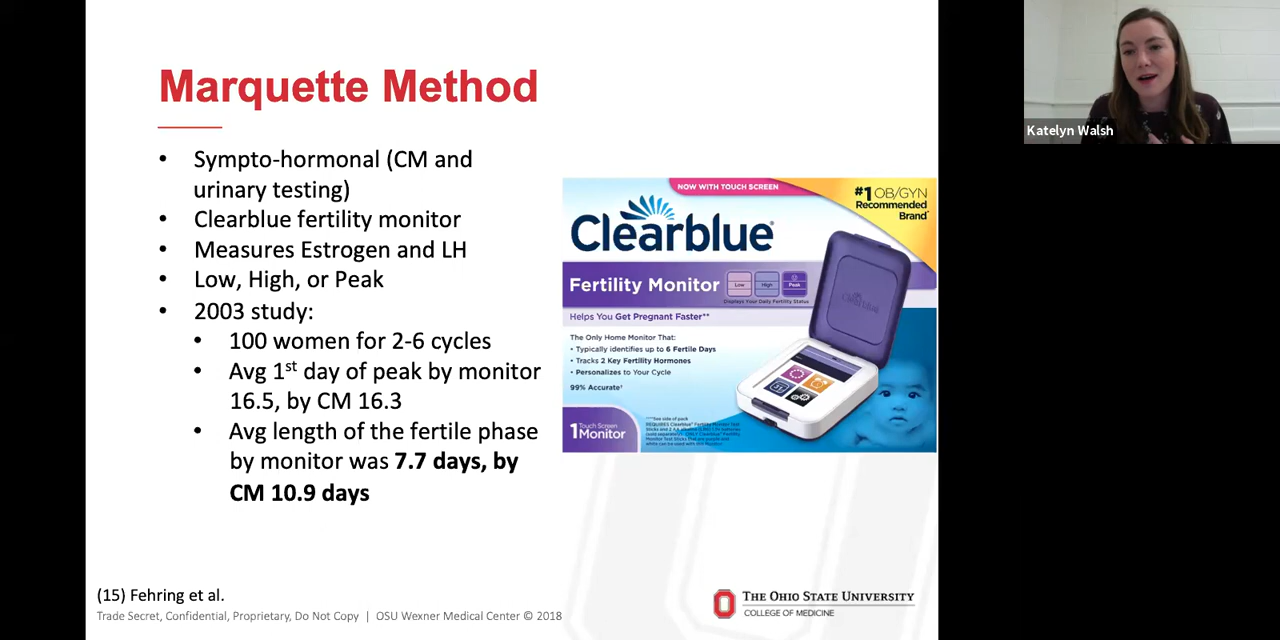 Marquette Method
• Sympto-hormonal (CM and
urinary testing)
• Clearblue fertility monitor
• Measures Estrogen and LH
• Low, High, or Peak
• 2003 study:
• 100 women for 2-6 cycles
• Avg 1st day of peak by monitor
16.5, by CM 16.3
• Avg length of the fertile phase
by monitor was 7.7 days, by
CM 10.9 days
NOW WITH TOUCH SCREEN
#1 OB/GYN
Recommended
Brand*
Clearblue®
Fertility Monitor
Low High Peak
Displays Your Daily Fertility Status
Helps You Get Pregnant Faster**
The Only Home Monitor That:
• Typically identifies up to 6 Fertile Days
• Tracks 2 Key Fertility Hormones
• Personalizes to Your Cycle
99% Accurate†
1 Touch Screen
Monitor
Clearblue
(15) Fehring et al.
Trade Secret, Confidential, Proprietary, Do Not Copy | OSU Wexner Medical Center © 2018
THE OHIO STATE UNIVERSITY
COLLEGE OF MEDICINE
Katelyn Walsh